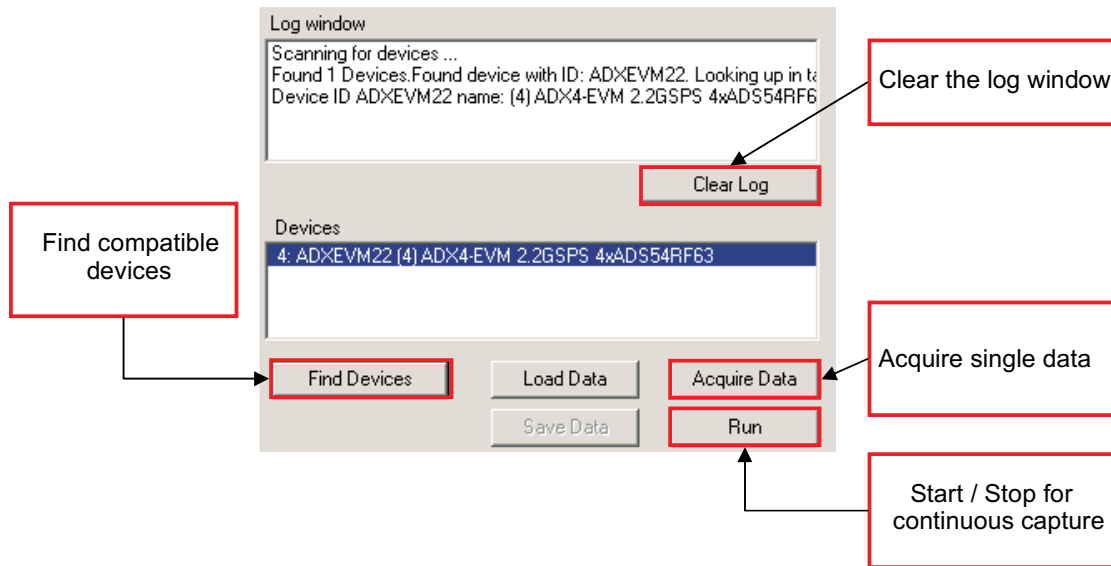 Log window
Scanning for devices ...
Found 1 Devices.Found device with ID: ADXEVM22. Looking up in ta
Device ID ADXEVM22 name: (4) ADX4-EVM 2.2GSPS 4xADS54RF6
Clear the log window
Clear Log
Find compatible
devices
Devices
4: ADXEVM22 (4) ADX4-EVM 2.2GSPS 4xADS54RF63
Find Devices
Load Data
Acquire Data
Acquire single data
Save Data
Run
Start / Stop for
continuous capture